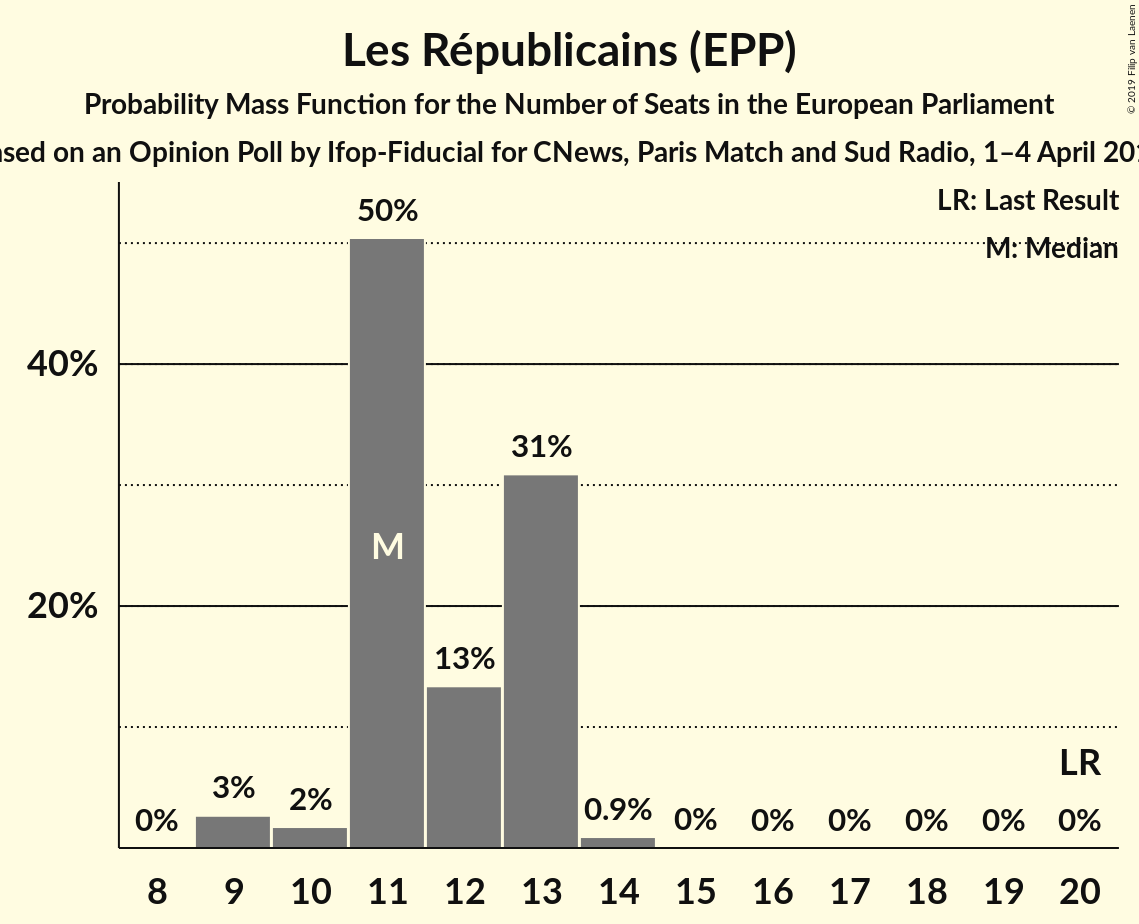 Les Républicains (EPP)
Probability Mass Function for the Number of Seats in the European Parliament
on an Opinion Poll by Ifop-Fiducial for CNews, Paris Match and Sud Radio, 1–4 April
© 2019 Filip van Laenen
LR: Last Result
M: Median
50%
40%
31%
M
20%
13%
LR
3%
2%
0%
0.9%
0%
0%
0%
0%
0%
0%
8 9 10 11 12 13 14 15 16 17 18 19 20